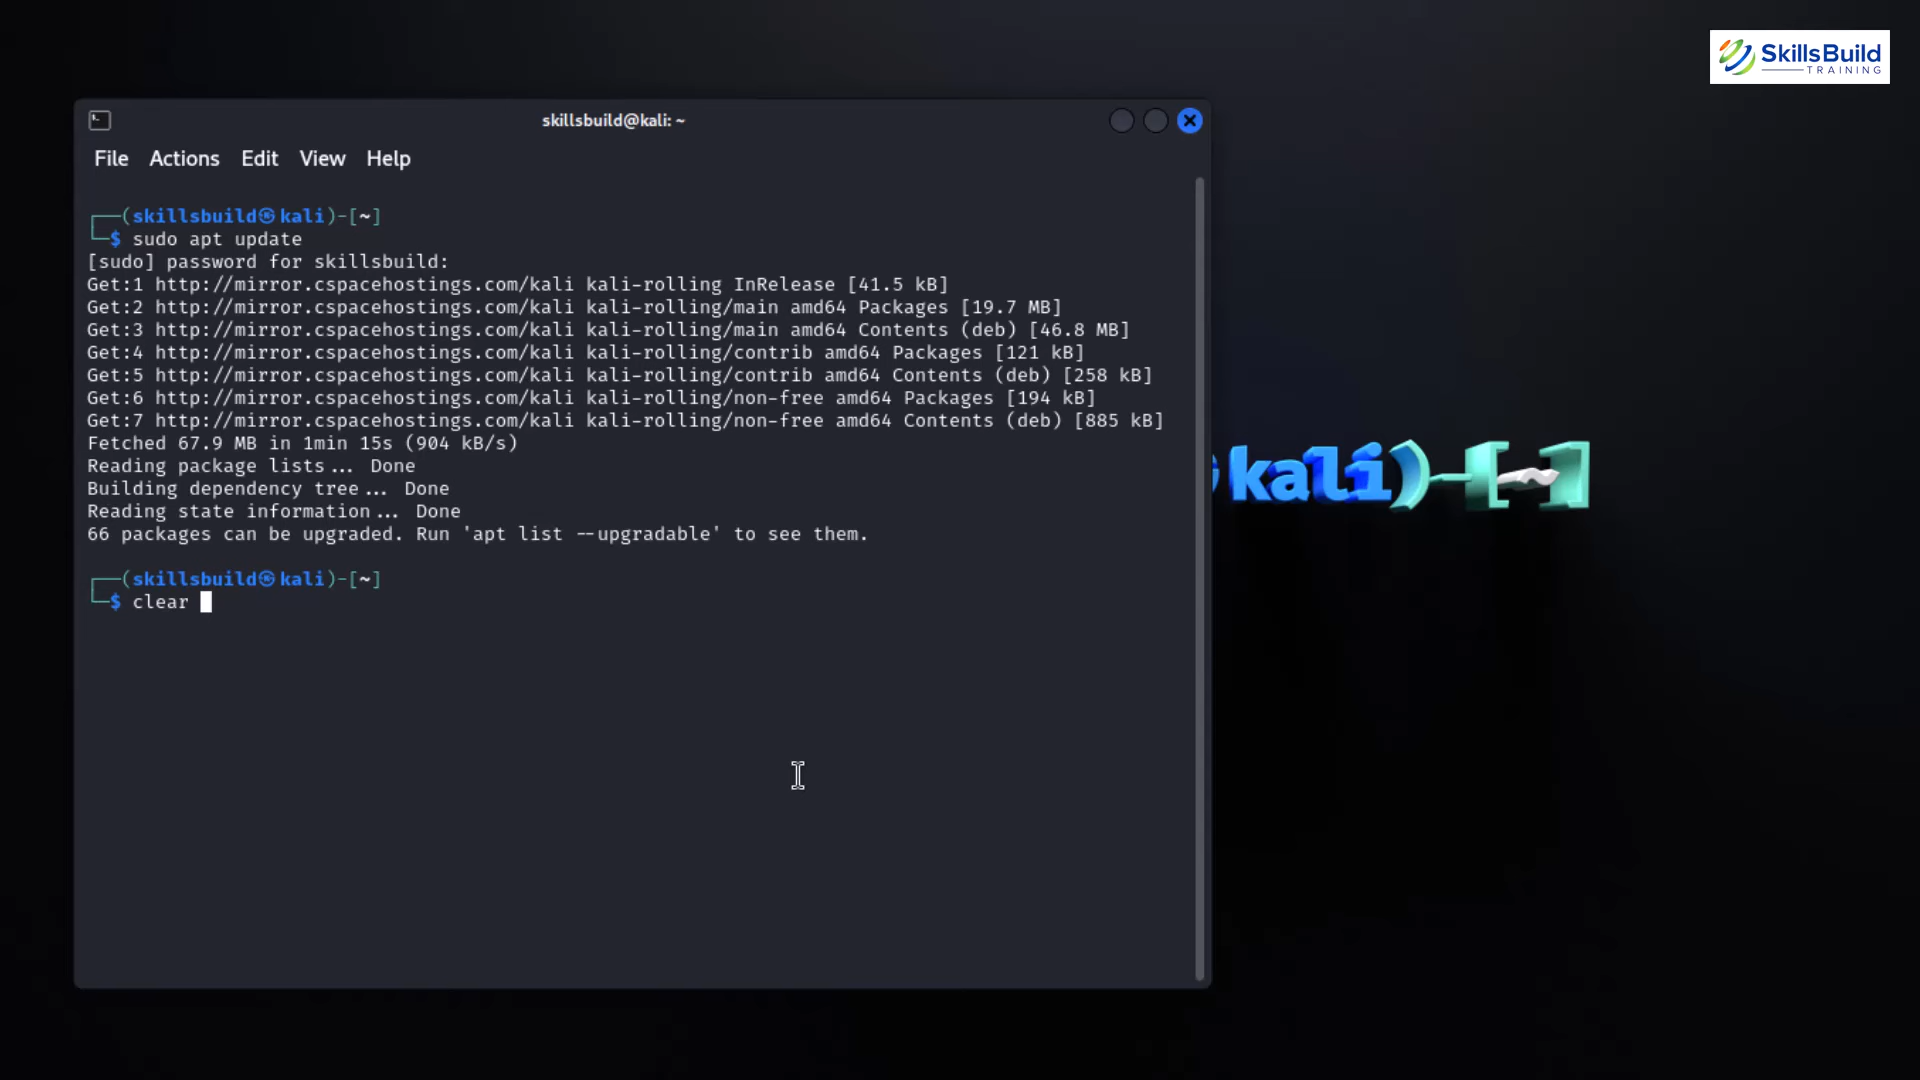 SkillsBuild
TRAINING
skillsbuild@kali: ~
File Actions Edit View Help
┌──(skillsbuild㉿kali)-[~]
└─$ sudo apt update
[sudo] password for skillsbuild:
Get:1 http://mirror.cspacehostings.com/kali kali-rolling InRelease [41.5 kB]
Get:2 http://mirror.cspacehostings.com/kali kali-rolling/main amd64 Packages [19.7 MB]
Get:3 http://mirror.cspacehostings.com/kali kali-rolling/main amd64 Contents (deb) [46.8 MB]
Get:4 http://mirror.cspacehostings.com/kali kali-rolling/contrib amd64 Packages [121 kB]
Get:5 http://mirror.cspacehostings.com/kali kali-rolling/contrib amd64 Contents (deb) [258 kB]
Get:6 http://mirror.cspacehostings.com/kali kali-rolling/non-free amd64 Packages [194 kB]
Get:7 http://mirror.cspacehostings.com/kali kali-rolling/non-free amd64 Contents (deb) [885 kB]
Fetched 67.9 MB in 1min 15s (904 kB/s)
Reading package lists... Done
Building dependency tree... Done
Reading state information... Done
66 packages can be upgraded. Run 'apt list --upgradable' to see them.
┌──(skillsbuild㉿kali)-[~]
└─$ clear
kali)-[~]